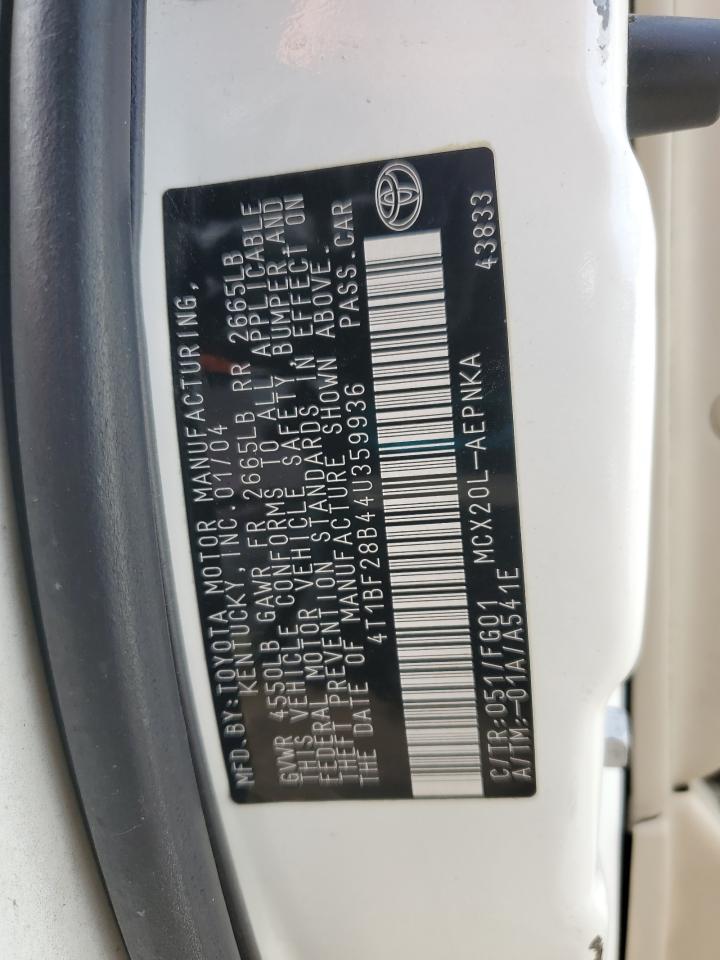 MFD.BY:TOYOTA MOTOR MANUFACTURING,
KENTUCKY, INC.01/04
GVWR 4550LB GAWR FR 2665LB RR 2665LB
THIS VEHICLE CONFORMS TO ALL APPLICABLE
FEDERAL MOTOR VEHICLE SAFETY, BUMPER,AND
THEFT PREVENTION STANDARDS IN EFFECT ON
THE DATE OF MANUFACTURE SHOWN ABOVE.
4T1BF28B44U359936 PASS.CAR
C/TR:051/FG01 MCX20L-AEPNKA 43833
A/TM:-01A/A541E